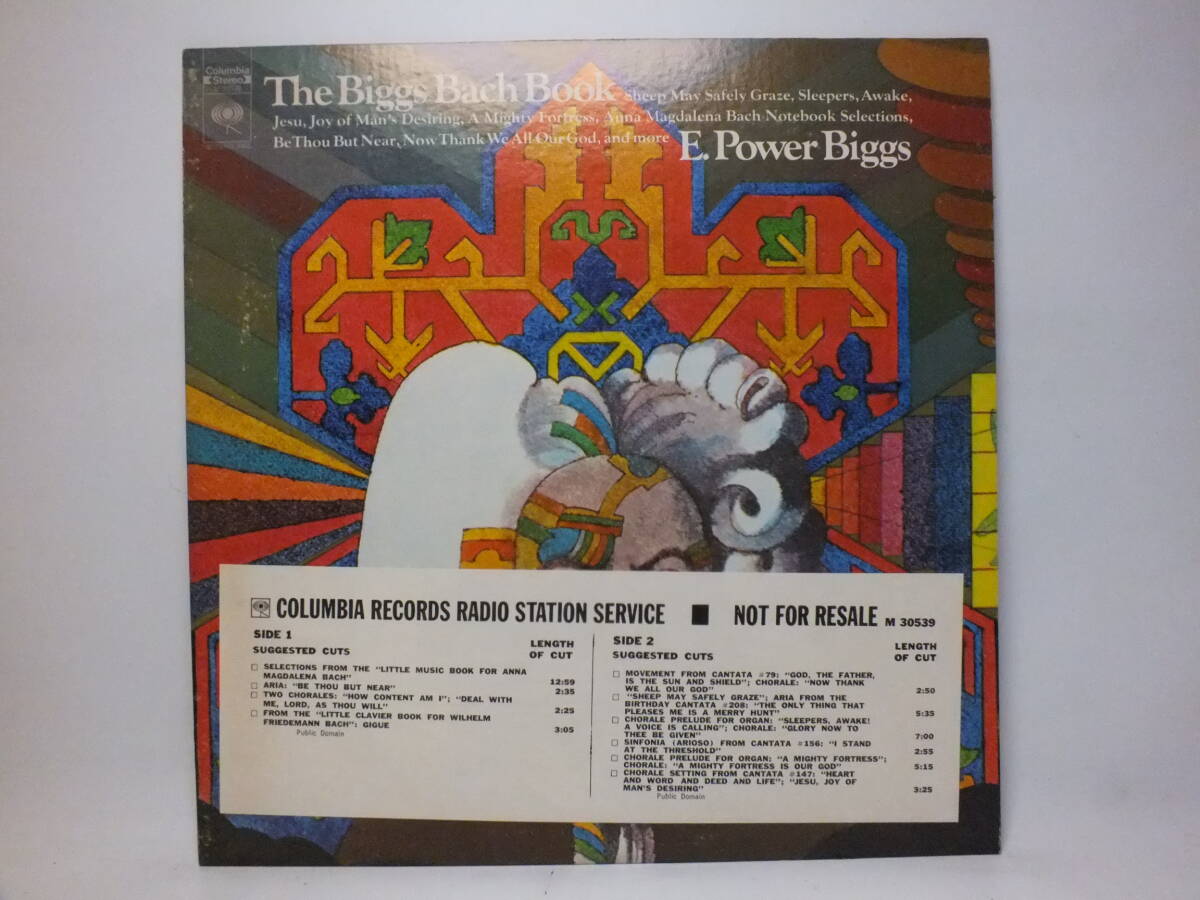 Columbia
Stereo
The Biggs Bach Book Sheep May Safely Graze, Sleepers, Awake,
Jesu, Joy of Man's Desiring, A Mighty Fortress, Anna Magdalena Bach Notebook Selections,
Be Thou But Near, Now Thank We All Our God, and more E. Power Biggs
COLUMBIA RECORDS RADIO STATION SERVICE ■ NOT FOR RESALE M 30539
SIDE 1
SUGGESTED CUTS
LENGTH
OF CUT
□ SELECTIONS FROM THE "LITTLE MUSIC BOOK FOR ANNA
MAGDALENA BACH" 12:59
□ ARIA: "BE THOU BUT NEAR" 2:35
□ TWO CHORALES: "HOW CONTENT AM I"; "DEAL WITH
ME, LORD, AS THOU WILL" 2:25
□ FROM THE "LITTLE CLAVIER BOOK FOR WILHELM
FRIEDEMANN BACH": GIGUE 3:05
Public Domain
SIDE 2
SUGGESTED CUTS
LENGTH
OF CUT
□ MOVEMENT FROM CANTATA #79: "GOD, THE FATHER,
IS THE SUN AND SHIELD"; CHORALE: "NOW THANK
WE ALL OUR GOD" 2:50
□ "SHEEP MAY SAFELY GRAZE"; ARIA FROM THE
BIRTHDAY CANTATA #208: "THE ONLY THING THAT
PLEASES ME IS A MERRY HUNT" 5:35
□ CHORALE PRELUDE FOR ORGAN: "SLEEPERS, AWAKE!
A VOICE IS CALLING"; CHORALE: "GLORY NOW TO
THEE BE GIVEN" 7:00
□ SINFONIA (ARIOSO) FROM CANTATA #156: "I STAND
AT THE THRESHOLD" 2:55
□ CHORALE PRELUDE FOR ORGAN: "A MIGHTY FORTRESS";
CHORALE: "A MIGHTY FORTRESS IS OUR GOD" 5:15
□ CHORALE SETTING FROM CANTATA #147: "HEART
AND WORD AND DEED AND LIFE"; "JESU, JOY OF
MAN'S DESIRING" 3:25
Public Domain